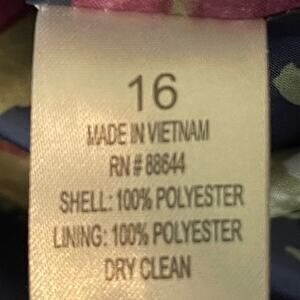 16
MADE IN VIETNAM
RN # 88644
SHELL: 100% POLYESTER
LINING: 100% POLYESTER
DRY CLEAN